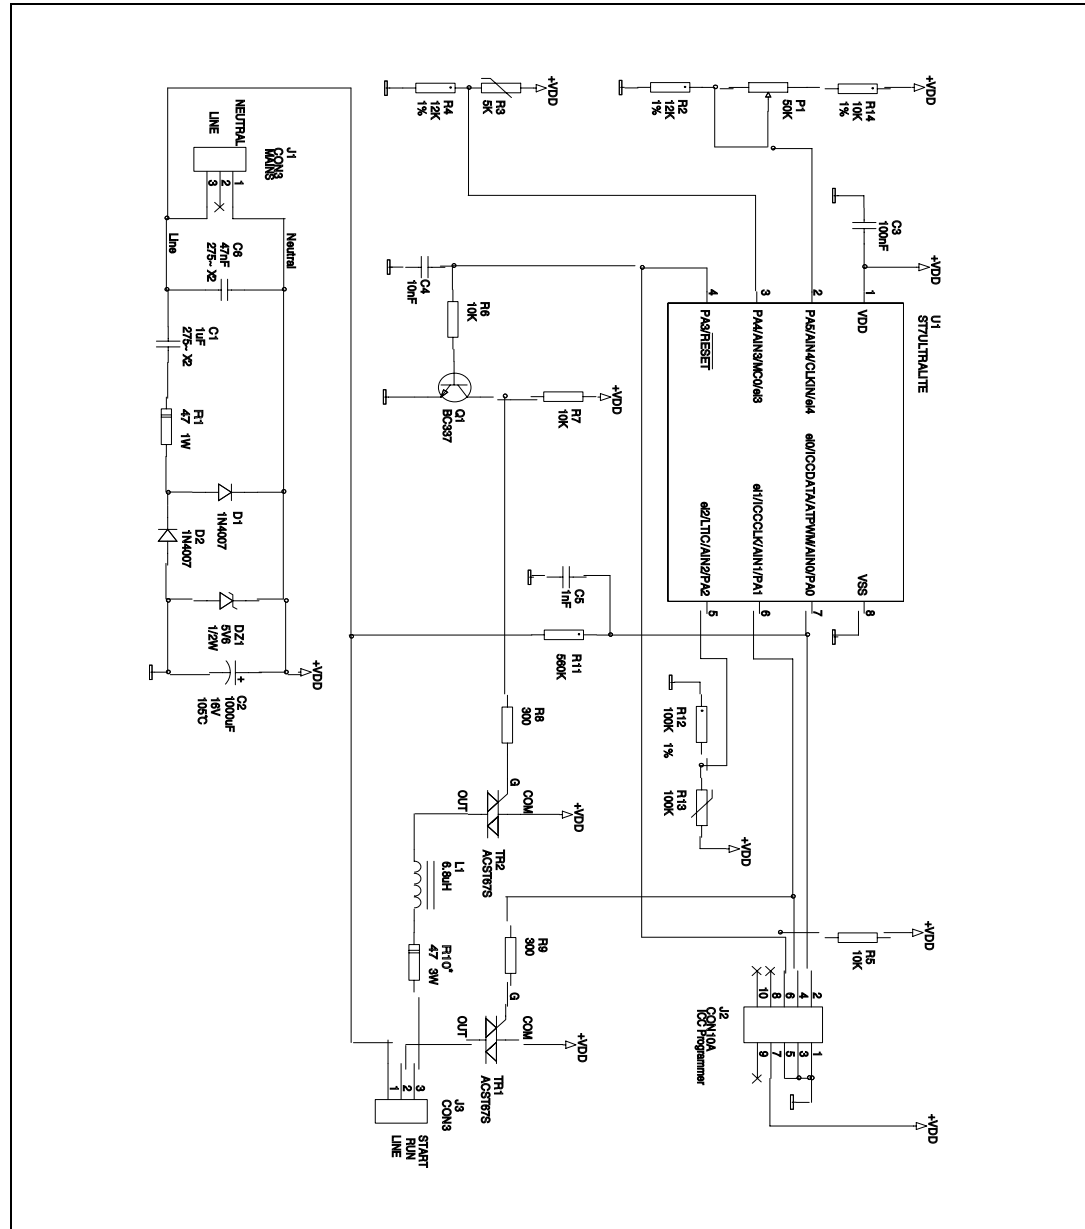 +VDD
R14
10K
1%
P1
50K
R2
12K
1%
+VDD
R3
5K
R4
12K
1%
C3
100nF
+VDD
U1
ST7ULTRALITE
1
VDD
2
PA5/AIN4/CLKIN/ei4
3
PA4/AIN3/MC0/ei3
4
PA3/RESET
VSS
8
ei0/ICCDATA/ATPWM/AIN0/PA0
7
ei1/ICCCLK/AIN1/PA1
6
ei2/LTIC/AIN2/PA2
5
J1
CON3
MAINS
NEUTRAL
LINE
1
2
3
Neutral
Line
C6
47nF
275~ X2
C1
1uF
275~ X2
R1
47 1W
D1
1N4007
D2
1N4007
DZ1
5V6
1/2W
C2
1000uF
16V
105℃
+
+VDD
C4
10nF
R6
10K
Q1
BC337
R7
10K
+VDD
C5
1nF
R11
560K
R12
100K 1%
R13
100K
+VDD
R8
300
G
COM
OUT
+VDD
TR2
ACST67S
L1
6.8uH
R10*
47 3W
R9
300
G
COM
OUT
+VDD
TR1
ACST67S
R5
10K
+VDD
2
4
6
8
10
1
3
5
7
9
J2
CON10A
ICC Programmer
+VDD
3
2
1
J3
CON3
START
RUN
LINE